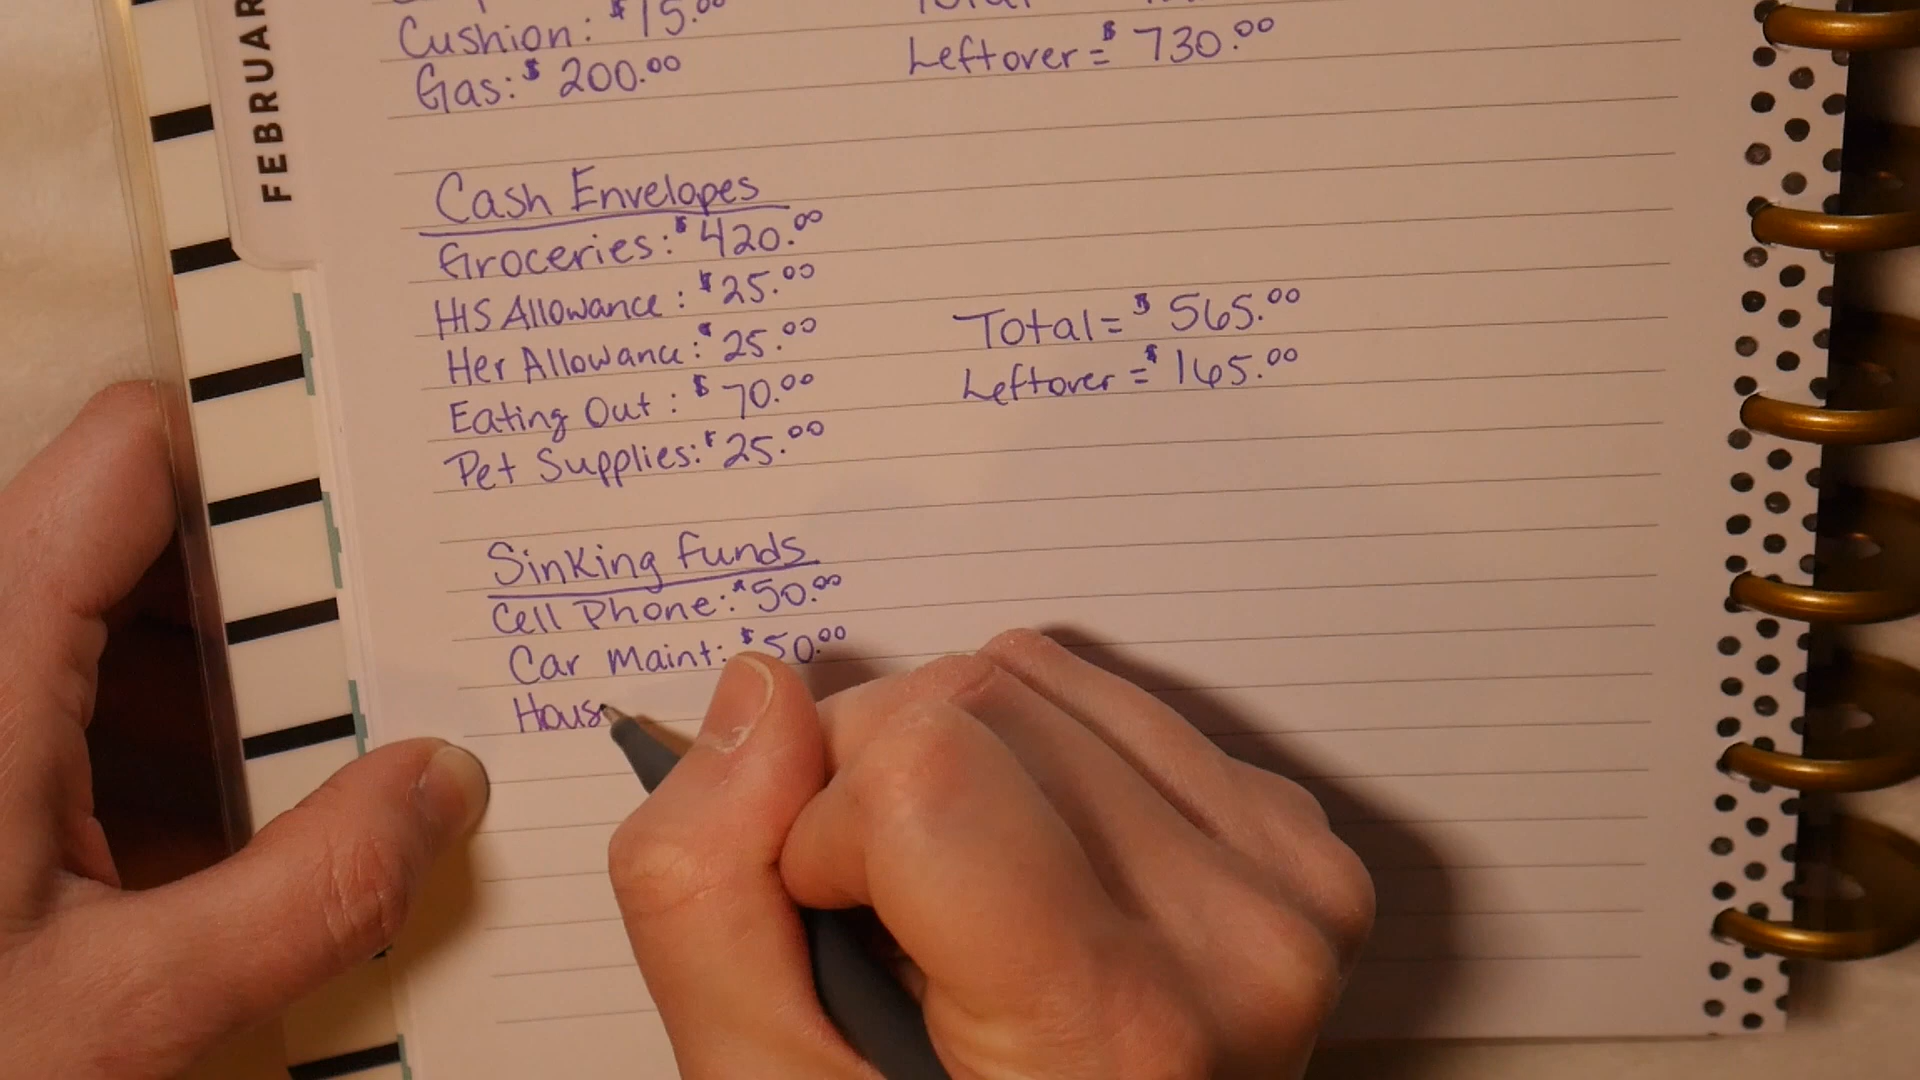 FEBRUAR
Cushion: $15.00
Gas: $200.00
Leftover = $730.00
Cash Envelopes
Groceries: $420.00
HIS Allowance: $25.00
Her Allowance: $25.00
Eating Out: $70.00
Pet Supplies: $25.00
Total = $565.00
Leftover = $165.00
Sinking funds
Cell Phone: $50.00
Car Maint: $50.00
Hous